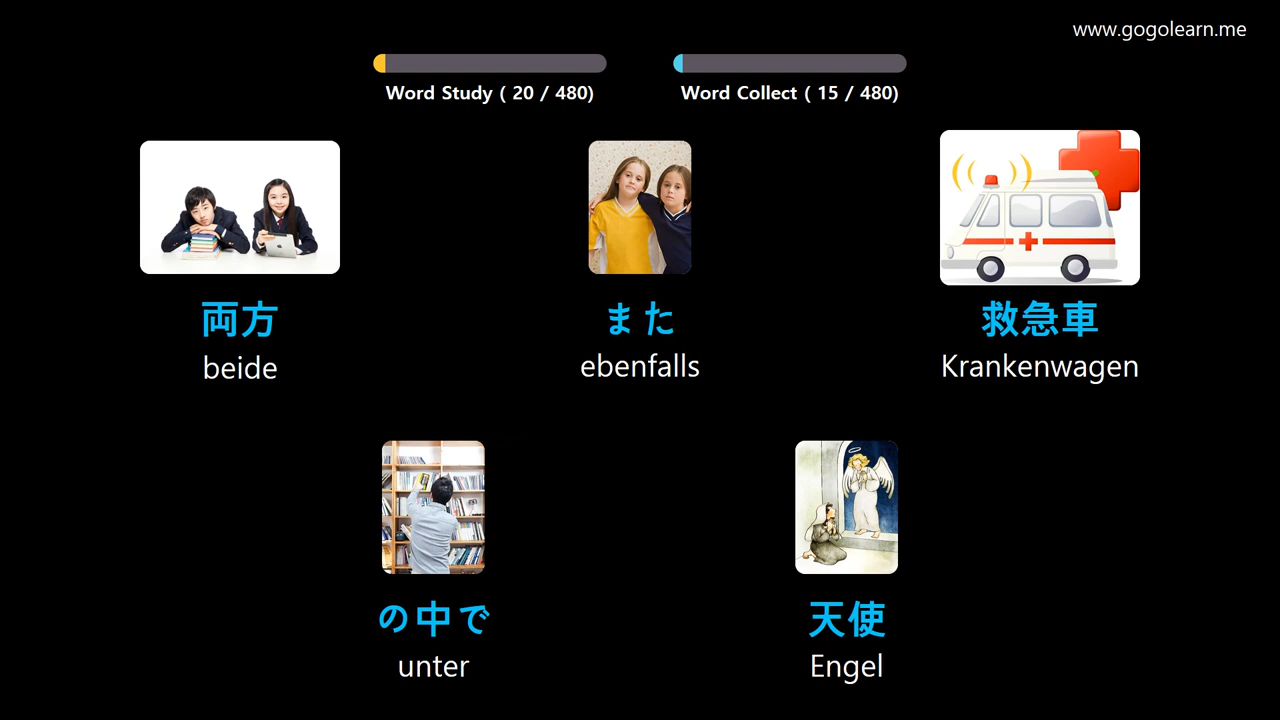 www.gogolearn.me
Word Study ( 20 / 480)
Word Collect ( 15 / 480)
両方
beide
また
ebenfalls
救急車
Krankenwagen
の中で
unter
天使
Engel